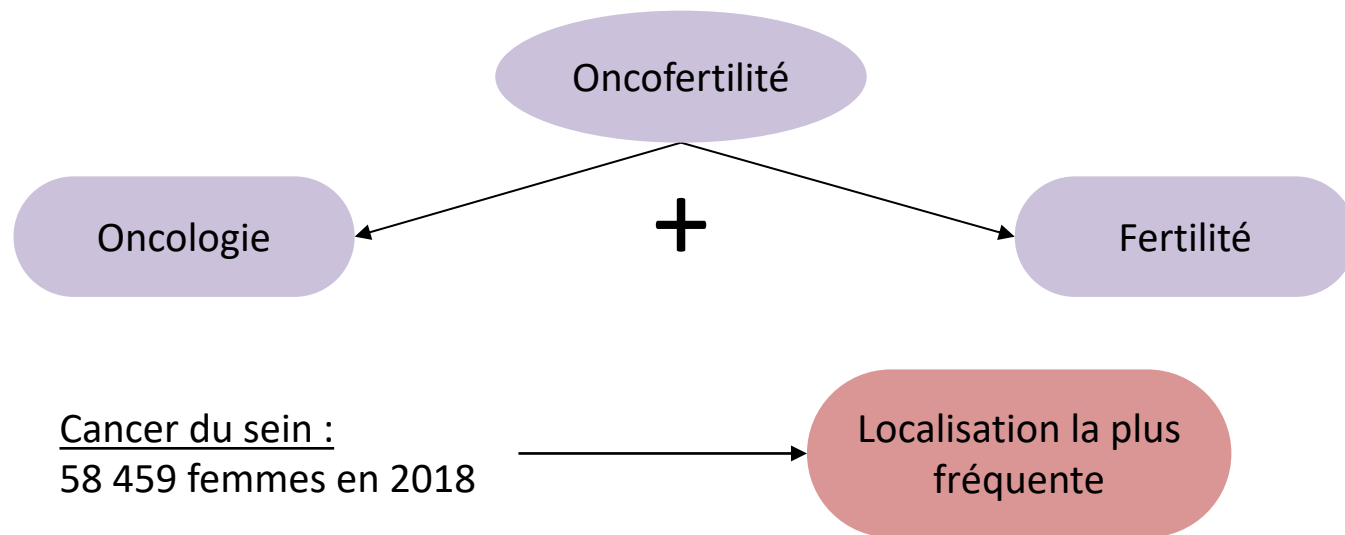 Oncofertilité
Oncologie
+
Fertilité
Cancer du sein :
58 459 femmes en 2018
Localisation la plus
fréquente